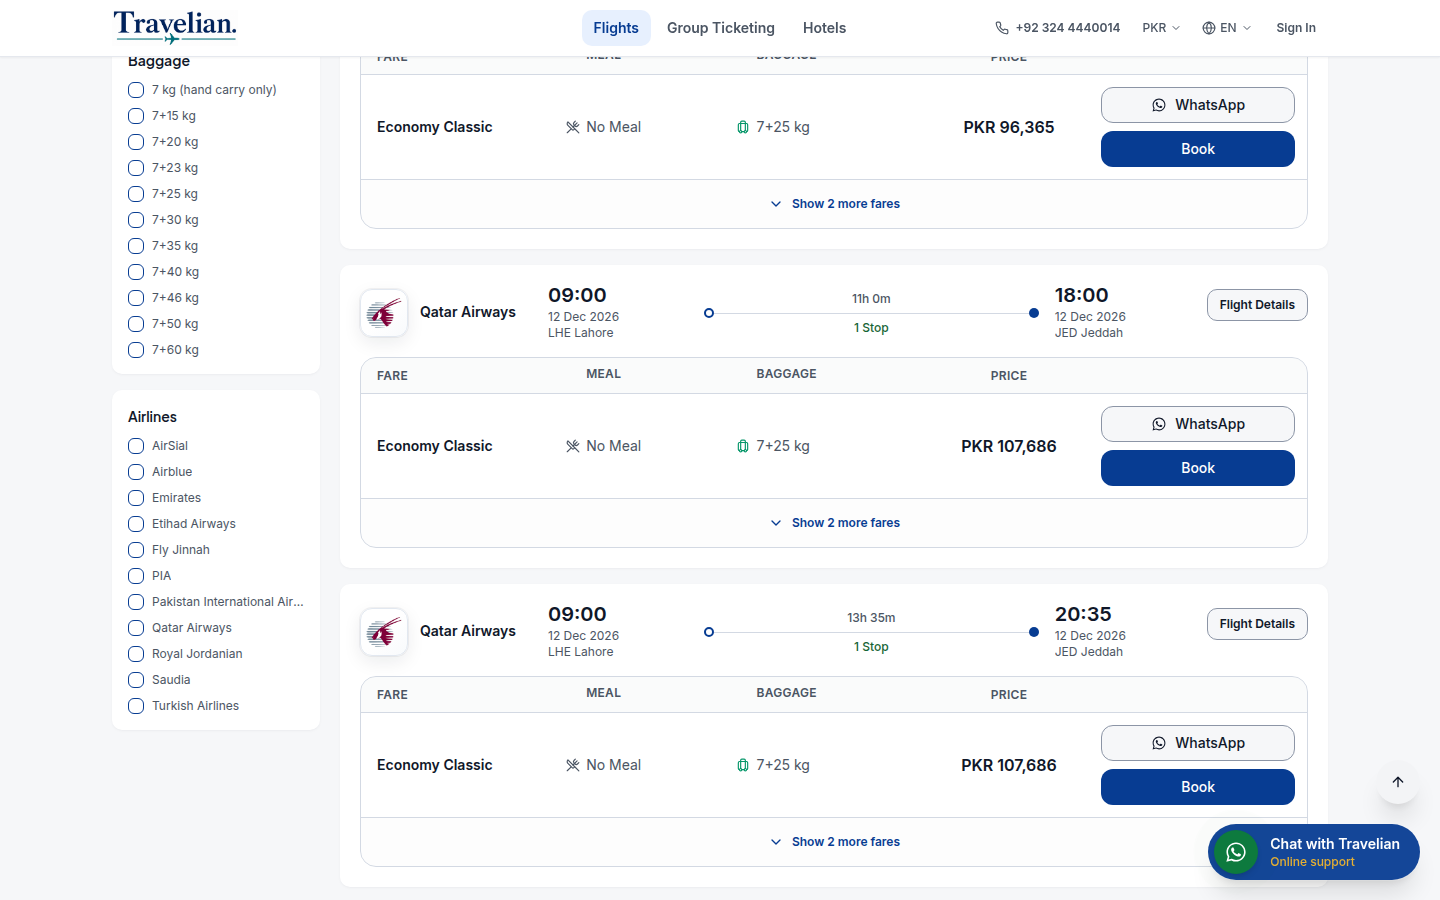 Travelian.
Flights
Group Ticketing
Hotels
+92 324 4440014
PKR
EN
Sign In
Baggage
7 kg (hand carry only)
7+15 kg
7+20 kg
7+23 kg
7+25 kg
7+30 kg
7+35 kg
7+40 kg
7+46 kg
7+50 kg
7+60 kg
Airlines
AirSial
Airblue
Emirates
Etihad Airways
Fly Jinnah
PIA
Pakistan International Air...
Qatar Airways
Royal Jordanian
Saudia
Turkish Airlines
FARE MEAL BAGGAGE PRICE
Economy Classic No Meal 7+25 kg PKR 96,365
WhatsApp
Book
Show 2 more fares
Qatar Airways
09:00
12 Dec 2026
LHE Lahore
11h 0m
1 Stop
18:00
12 Dec 2026
JED Jeddah
Flight Details
FARE MEAL BAGGAGE PRICE
Economy Classic No Meal 7+25 kg PKR 107,686
WhatsApp
Book
Show 2 more fares
Qatar Airways
09:00
12 Dec 2026
LHE Lahore
13h 35m
1 Stop
20:35
12 Dec 2026
JED Jeddah
Flight Details
FARE MEAL BAGGAGE PRICE
Economy Classic No Meal 7+25 kg PKR 107,686
WhatsApp
Book
Show 2 more fares
Chat with Travelian
Online support